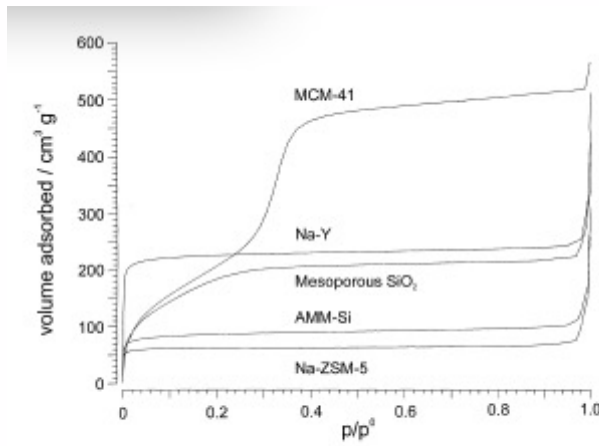 600
500
400
300
200
100
0
volume adsorbed / cm³ g⁻¹
MCM-41
Na-Y
Mesoporous SiO₂
AMM-Si
Na-ZSM-5
0
0.2
0.4
0.6
0.8
1.0
p/p⁰